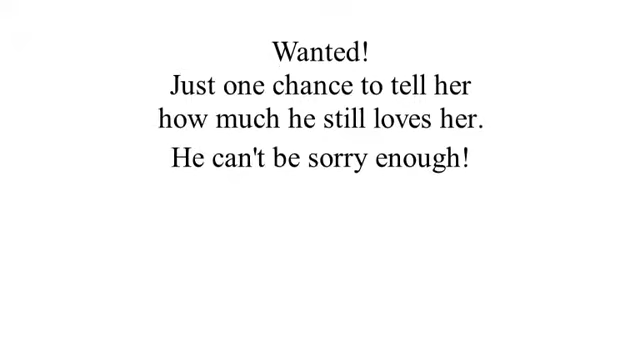 Wanted!
Just one chance to tell her
how much he still loves her.
He can't be sorry enough!